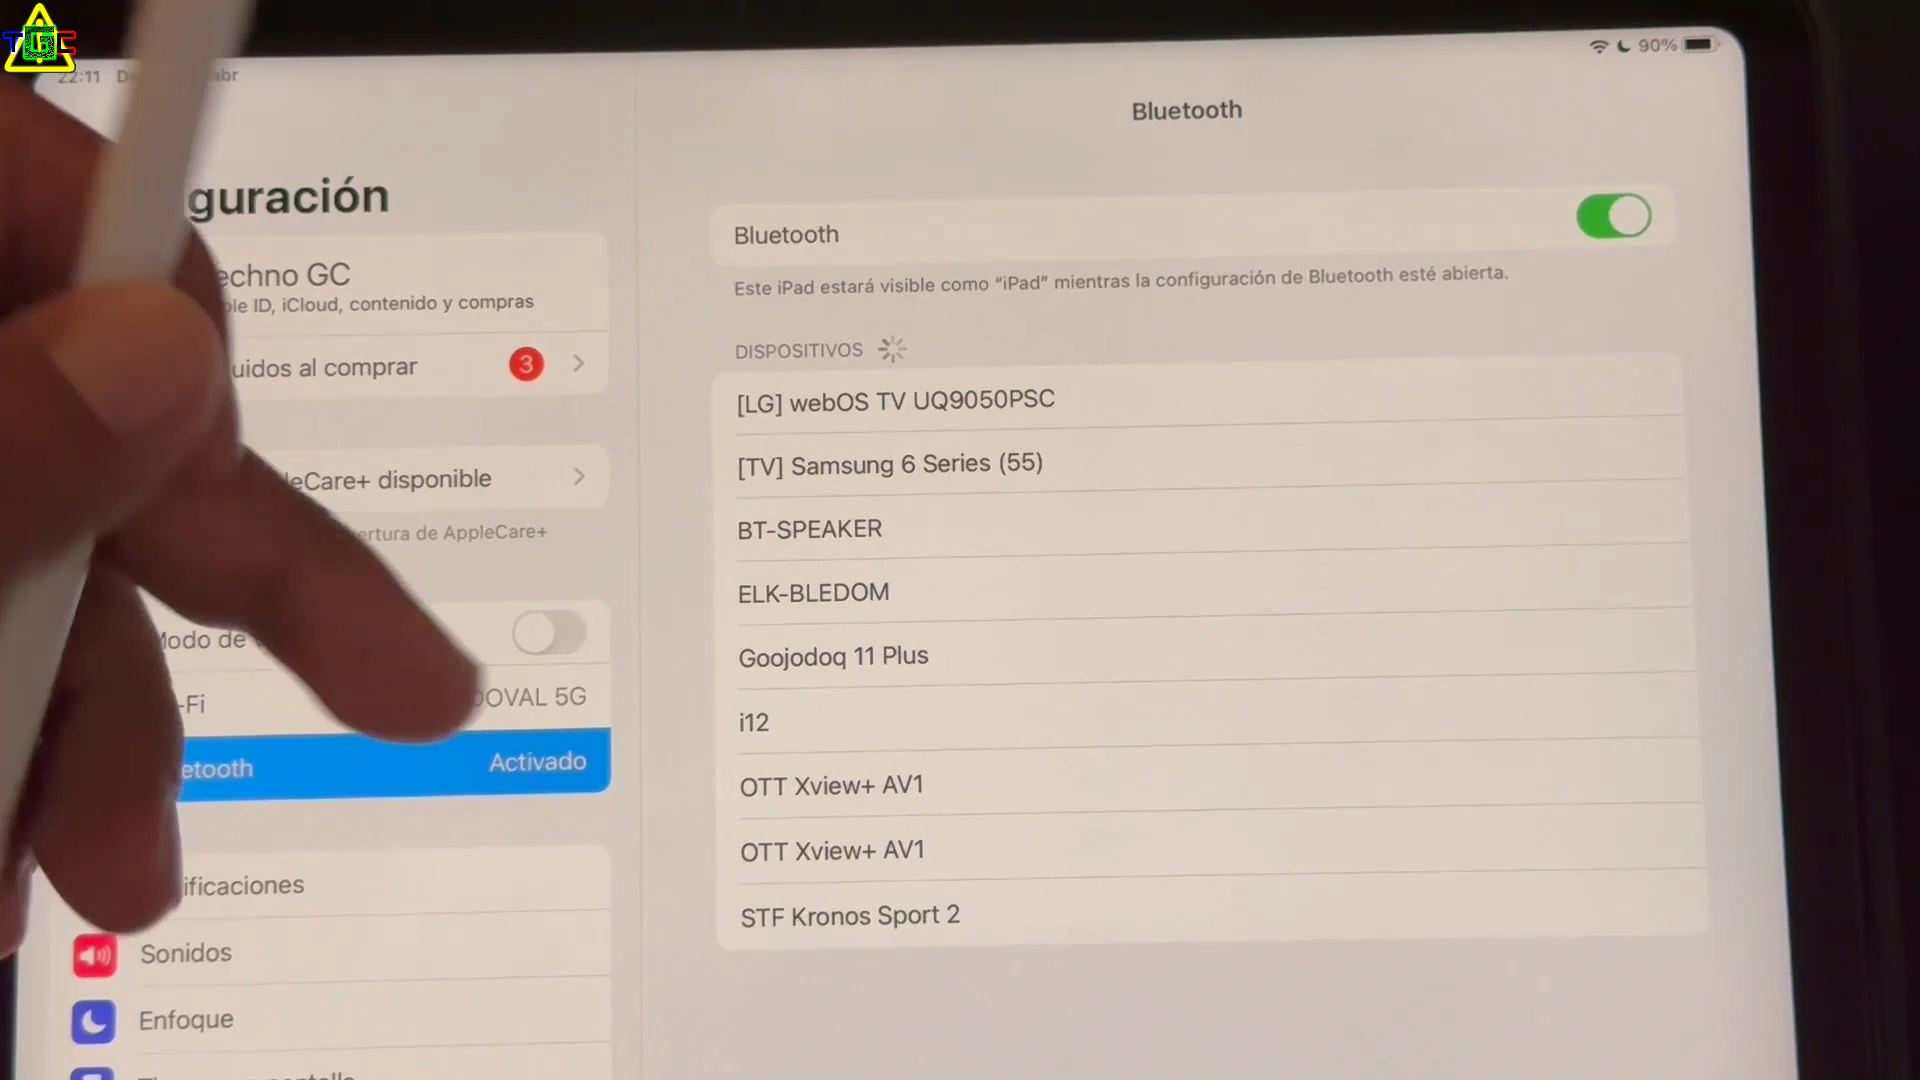 22:11
90%
Bluetooth
guración
echno GC
ple ID, iCloud, contenido y compras
uidos al comprar 3
eCare+ disponible
ertura de AppleCare+
Modo de
-Fi
OVAL 5G
etooth Activado
ificaciones
Sonidos
Enfoque
Bluetooth
Este iPad estará visible como “iPad” mientras la configuración de Bluetooth esté abierta.
DISPOSITIVOS
[LG] webOS TV UQ9050PSC
[TV] Samsung 6 Series (55)
BT-SPEAKER
ELK-BLEDOM
Goojodoq 11 Plus
i12
OTT Xview+ AV1
OTT Xview+ AV1
STF Kronos Sport 2